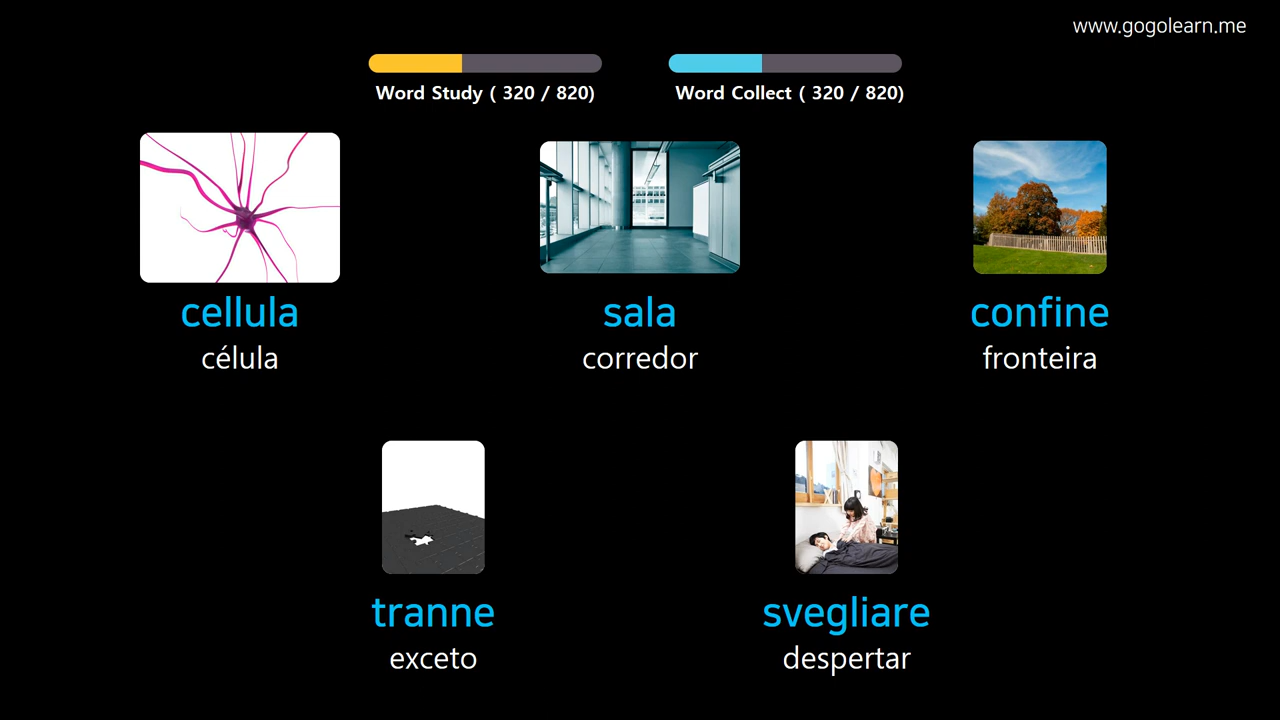 www.gogolearn.me
Word Study ( 320 / 820)
Word Collect ( 320 / 820)
cellula
célula
sala
corredor
confine
fronteira
tranne
exceto
svegliare
despertar